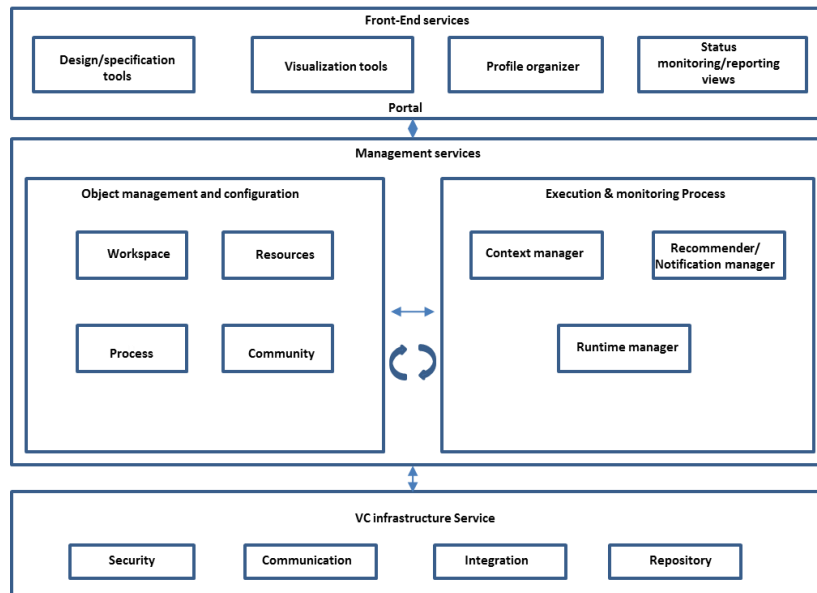 Front-End services
Design/specification
tools
Visualization tools
Profile organizer
Status
monitoring/reporting
views
Portal
Management services
Object management and configuration
Workspace
Resources
Process
Community
Execution & monitoring Process
Context manager
Recommender/
Notification manager
Runtime manager
VC infrastructure Service
Security
Communication
Integration
Repository